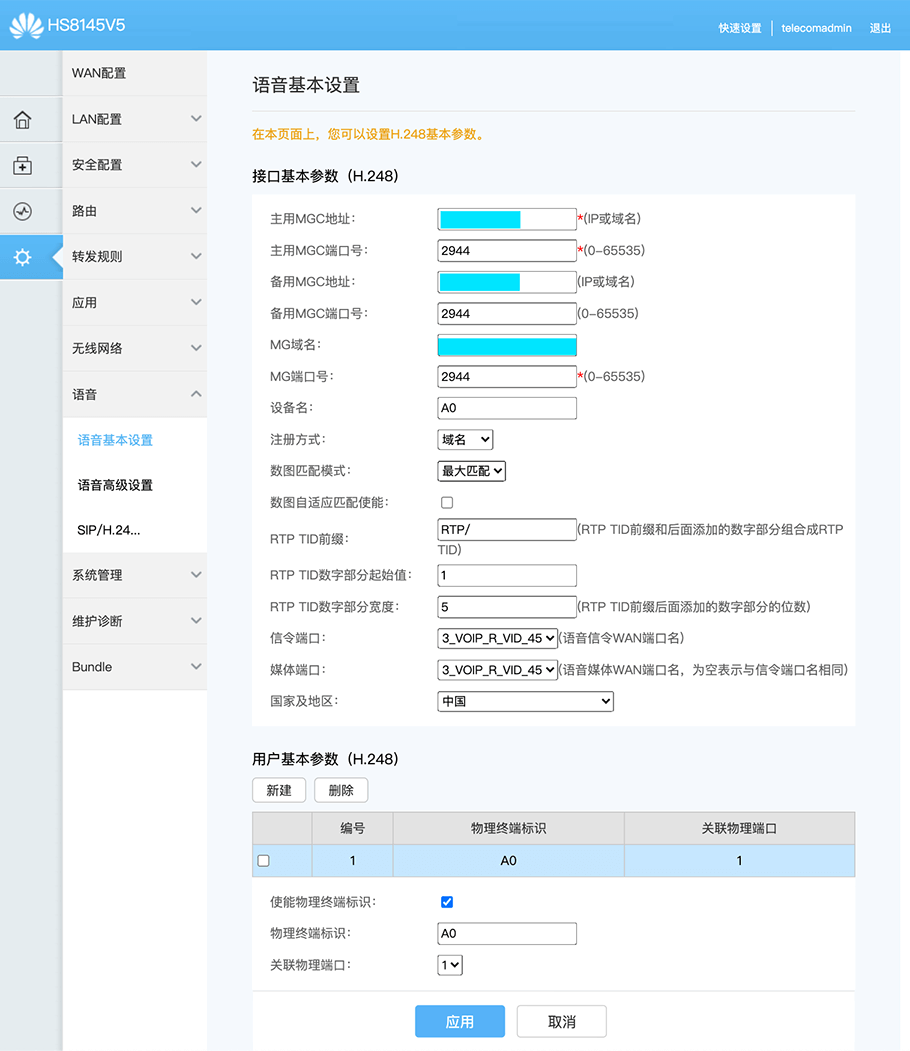 HS8145V5
快速设置 telecomadmin 退出
WAN配置
LAN配置
安全配置
路由
转发规则
应用
无线网络
语音
语音基本设置
语音高级设置
SIP/H.24...
系统管理
维护诊断
Bundle
语音基本设置
在本页面上，您可以设置H.248基本参数。
接口基本参数（H.248）
主用MGC地址： *(IP或域名)
主用MGC端口号： 2944 *(0-65535)
备用MGC地址： (IP或域名)
备用MGC端口号： 2944 (0-65535)
MG域名：
MG端口号： 2944 *(0-65535)
设备名： A0
注册方式： 域名
数图匹配模式： 最大匹配
数图自适应匹配使能：
RTP TID前缀： RTP/ (RTP TID前缀和后面添加的数字部分组合成RTP
TID)
RTP TID数字部分起始值： 1
RTP TID数字部分宽度： 5 (RTP TID前缀后面添加的数字部分的位数)
信令端口： 3_VOIP_R_VID_45 (语音信令WAN端口名)
媒体端口： 3_VOIP_R_VID_45 (语音媒体WAN端口名，为空表示与信令端口名相同)
国家及地区： 中国
用户基本参数（H.248）
新建 删除
编号 物理终端标识 关联物理端口
1 A0 1
使能物理终端标识：
物理终端标识： A0
关联物理端口： 1
应用 取消